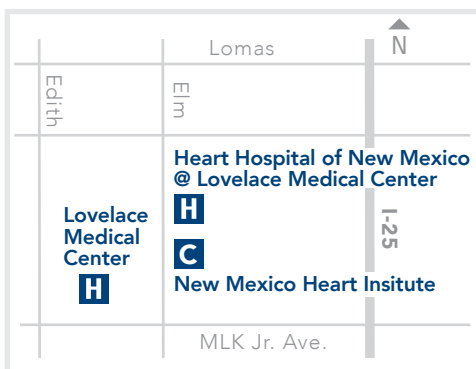 Lomas
N
Edith
Elm
Heart Hospital of New Mexico
@ Lovelace Medical Center
H
Lovelace
Medical
Center
H
C
New Mexico Heart Insitute
I-25
MLK Jr. Ave.